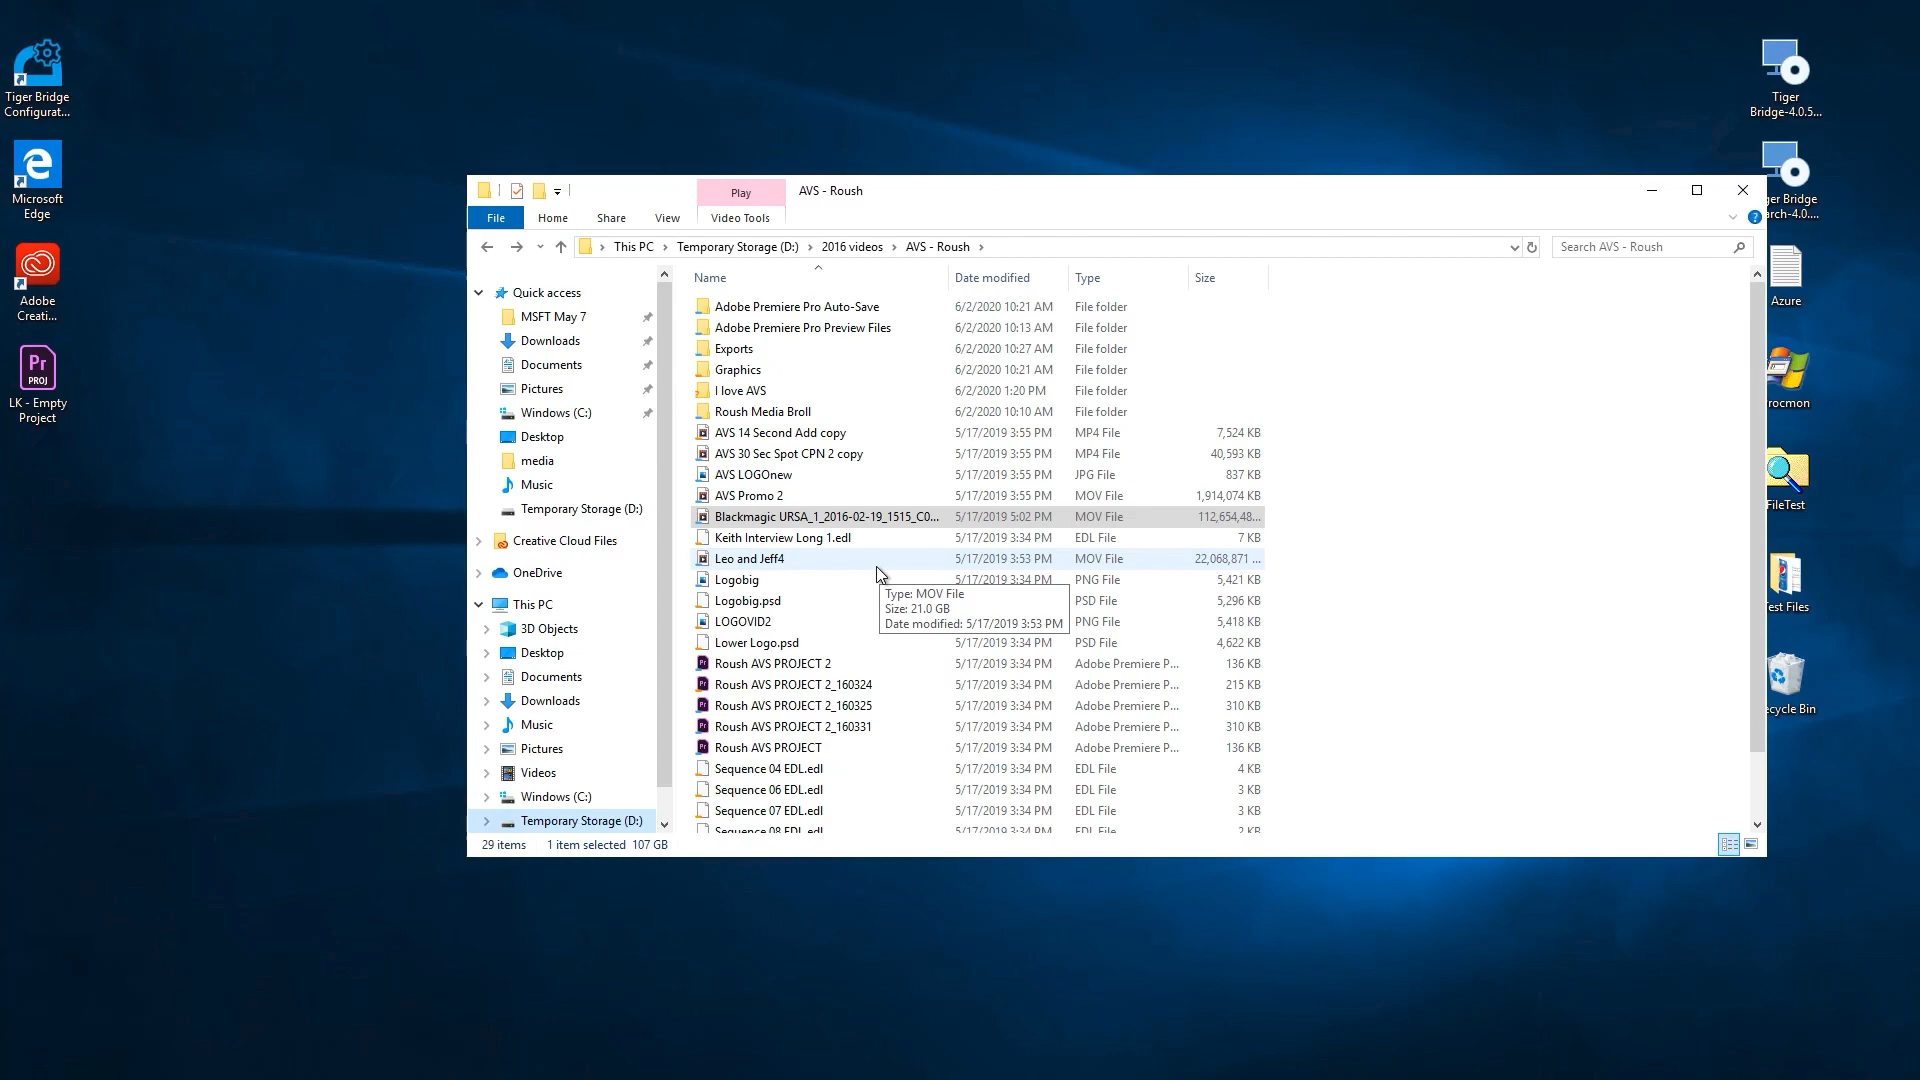 Tiger Bridge
Configurat...
Microsoft
Edge
Adobe
Creati...
Pr
PROJ
LK - Empty
Project
Play
AVS - Roush
File
Home
Share
View
Video Tools
This PC
Temporary Storage (D:)
2016 videos
AVS - Roush
Search AVS - Roush
Quick access
MSFT May 7
Downloads
Documents
Pictures
Windows (C:)
Desktop
media
Music
Temporary Storage (D:)
Creative Cloud Files
OneDrive
This PC
3D Objects
Desktop
Documents
Downloads
Music
Pictures
Videos
Windows (C:)
Temporary Storage (D:)
Name Date modified Type Size
Adobe Premiere Pro Auto-Save 6/2/2020 10:21 AM File folder
Adobe Premiere Pro Preview Files 6/2/2020 10:13 AM File folder
Exports 6/2/2020 10:27 AM File folder
Graphics 6/2/2020 10:21 AM File folder
I love AVS 6/2/2020 1:20 PM File folder
Roush Media Broll 6/2/2020 10:10 AM File folder
AVS 14 Second Add copy 5/17/2019 3:55 PM MP4 File 7,524 KB
AVS 30 Sec Spot CPN 2 copy 5/17/2019 3:55 PM MP4 File 40,593 KB
AVS LOGOnew 5/17/2019 3:55 PM JPG File 837 KB
AVS Promo 2 5/17/2019 3:55 PM MOV File 1,914,074 KB
Blackmagic URSA_1_2016-02-19_1515_C0... 5/17/2019 5:02 PM MOV File 112,654,48...
Keith Interview Long 1.edl 5/17/2019 3:34 PM EDL File 7 KB
Leo and Jeff4 5/17/2019 3:53 PM MOV File 22,068,871 ...
Logobig 5/17/2019 3:34 PM PNG File 5,421 KB
Logobig.psd PSD File 5,296 KB
LOGOVID2 PNG File 5,418 KB
Lower Logo.psd 5/17/2019 3:34 PM PSD File 4,622 KB
Roush AVS PROJECT 2 5/17/2019 3:34 PM Adobe Premiere P... 136 KB
Roush AVS PROJECT 2_160324 5/17/2019 3:34 PM Adobe Premiere P... 215 KB
Roush AVS PROJECT 2_160325 5/17/2019 3:34 PM Adobe Premiere P... 310 KB
Roush AVS PROJECT 2_160331 5/17/2019 3:34 PM Adobe Premiere P... 310 KB
Roush AVS PROJECT 5/17/2019 3:34 PM Adobe Premiere P... 136 KB
Sequence 04 EDL.edl 5/17/2019 3:34 PM EDL File 4 KB
Sequence 06 EDL.edl 5/17/2019 3:34 PM EDL File 3 KB
Sequence 07 EDL.edl 5/17/2019 3:34 PM EDL File 3 KB
Sequence 08 EDL.edl 5/17/2019 3:34 PM EDL File 2 KB
Type: MOV File
Size: 21.0 GB
Date modified: 5/17/2019 3:53 PM
29 items 1 item selected 107 GB
Tiger
Bridge-4.0.5...
ger Bridge
arch-4.0....
Azure
rocmon
FileTest
Test Files
ecycle Bin